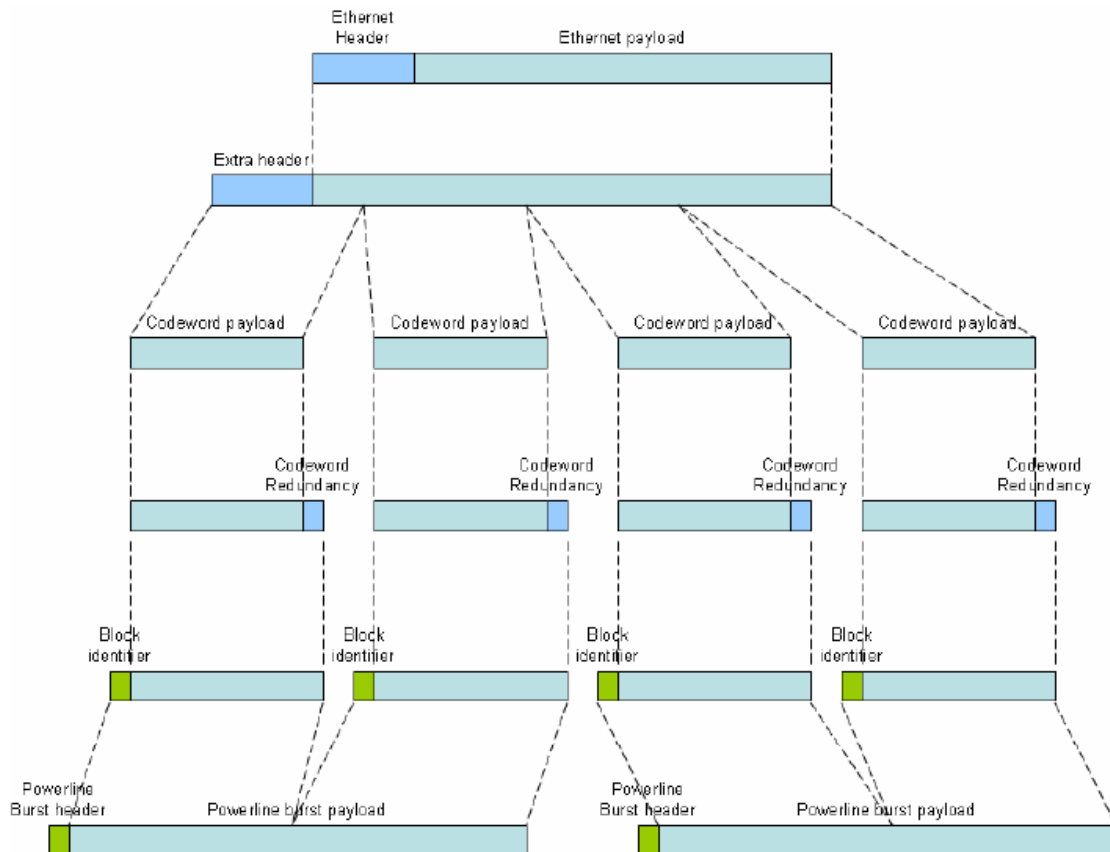 Ethernet
Header
Ethernet payload
Extra header
Codeword payload
Codeword payload
Codeword payload
Codeword payload
Codeword
Redundancy
Codeword
Redundancy
Codeword
Redundancy
Codeword
Redundancy
Block
identifier
Block
identifier
Block
identifier
Block
identifier
Powerline
Burst header
Powerline burst payload
Powerline
Burst header
Powerline burst payload